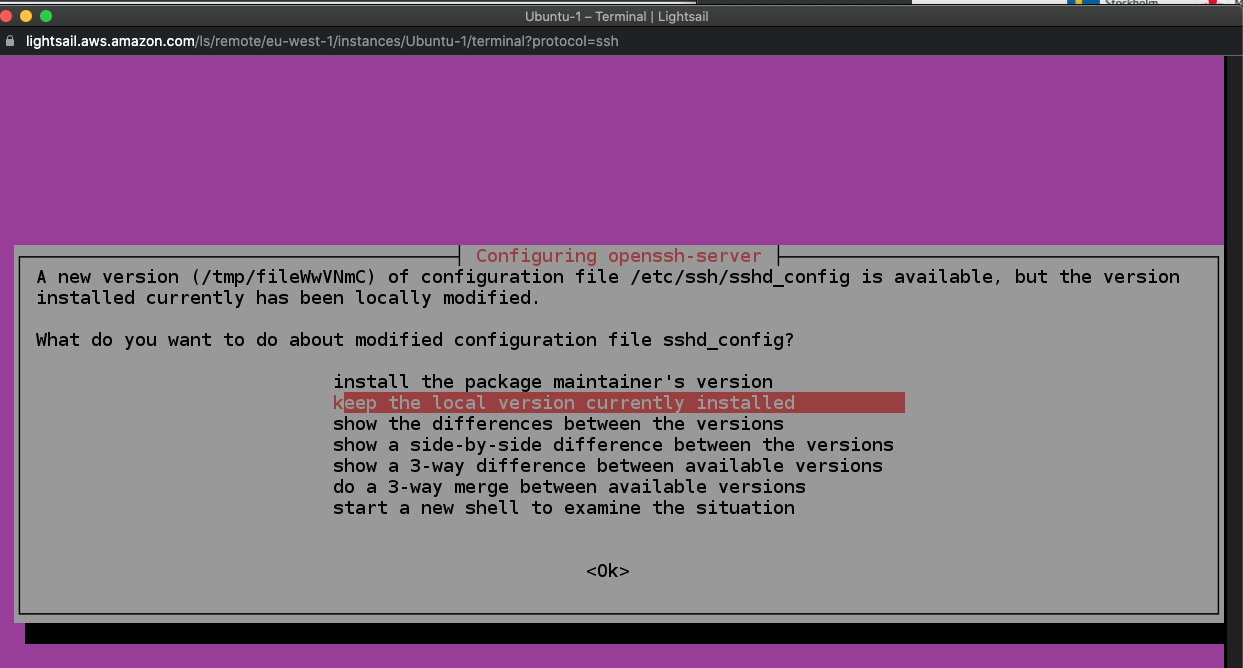 Stockholm
Ubuntu-1 – Terminal | Lightsail
lightsail.aws.amazon.com/ls/remote/eu-west-1/instances/Ubuntu-1/terminal?protocol=ssh
Configuring openssh-server
A new version (/tmp/fileWwVNmC) of configuration file /etc/ssh/sshd_config is available, but the version
installed currently has been locally modified.
What do you want to do about modified configuration file sshd_config?
install the package maintainer's version
keep the local version currently installed
show the differences between the versions
show a side-by-side difference between the versions
show a 3-way difference between available versions
do a 3-way merge between available versions
start a new shell to examine the situation
<Ok>